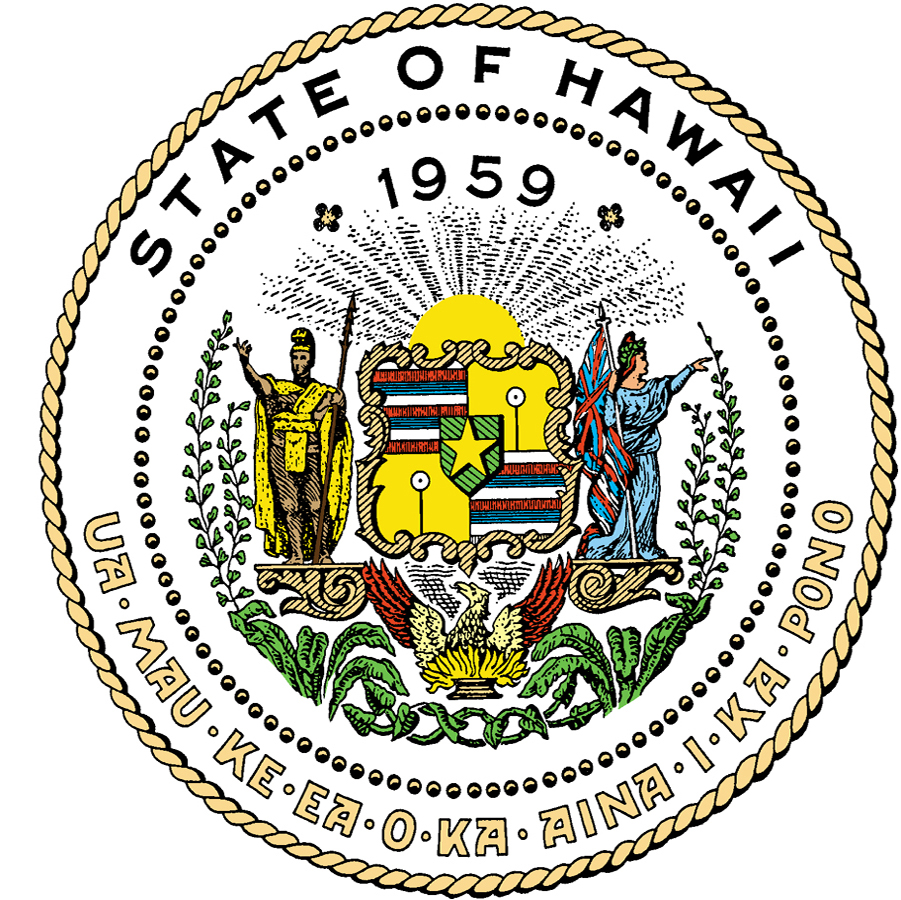 STATE OF HAWAII
1959
UA · MAU · KE · EA · O · KA · AINA · I · KA · PONO